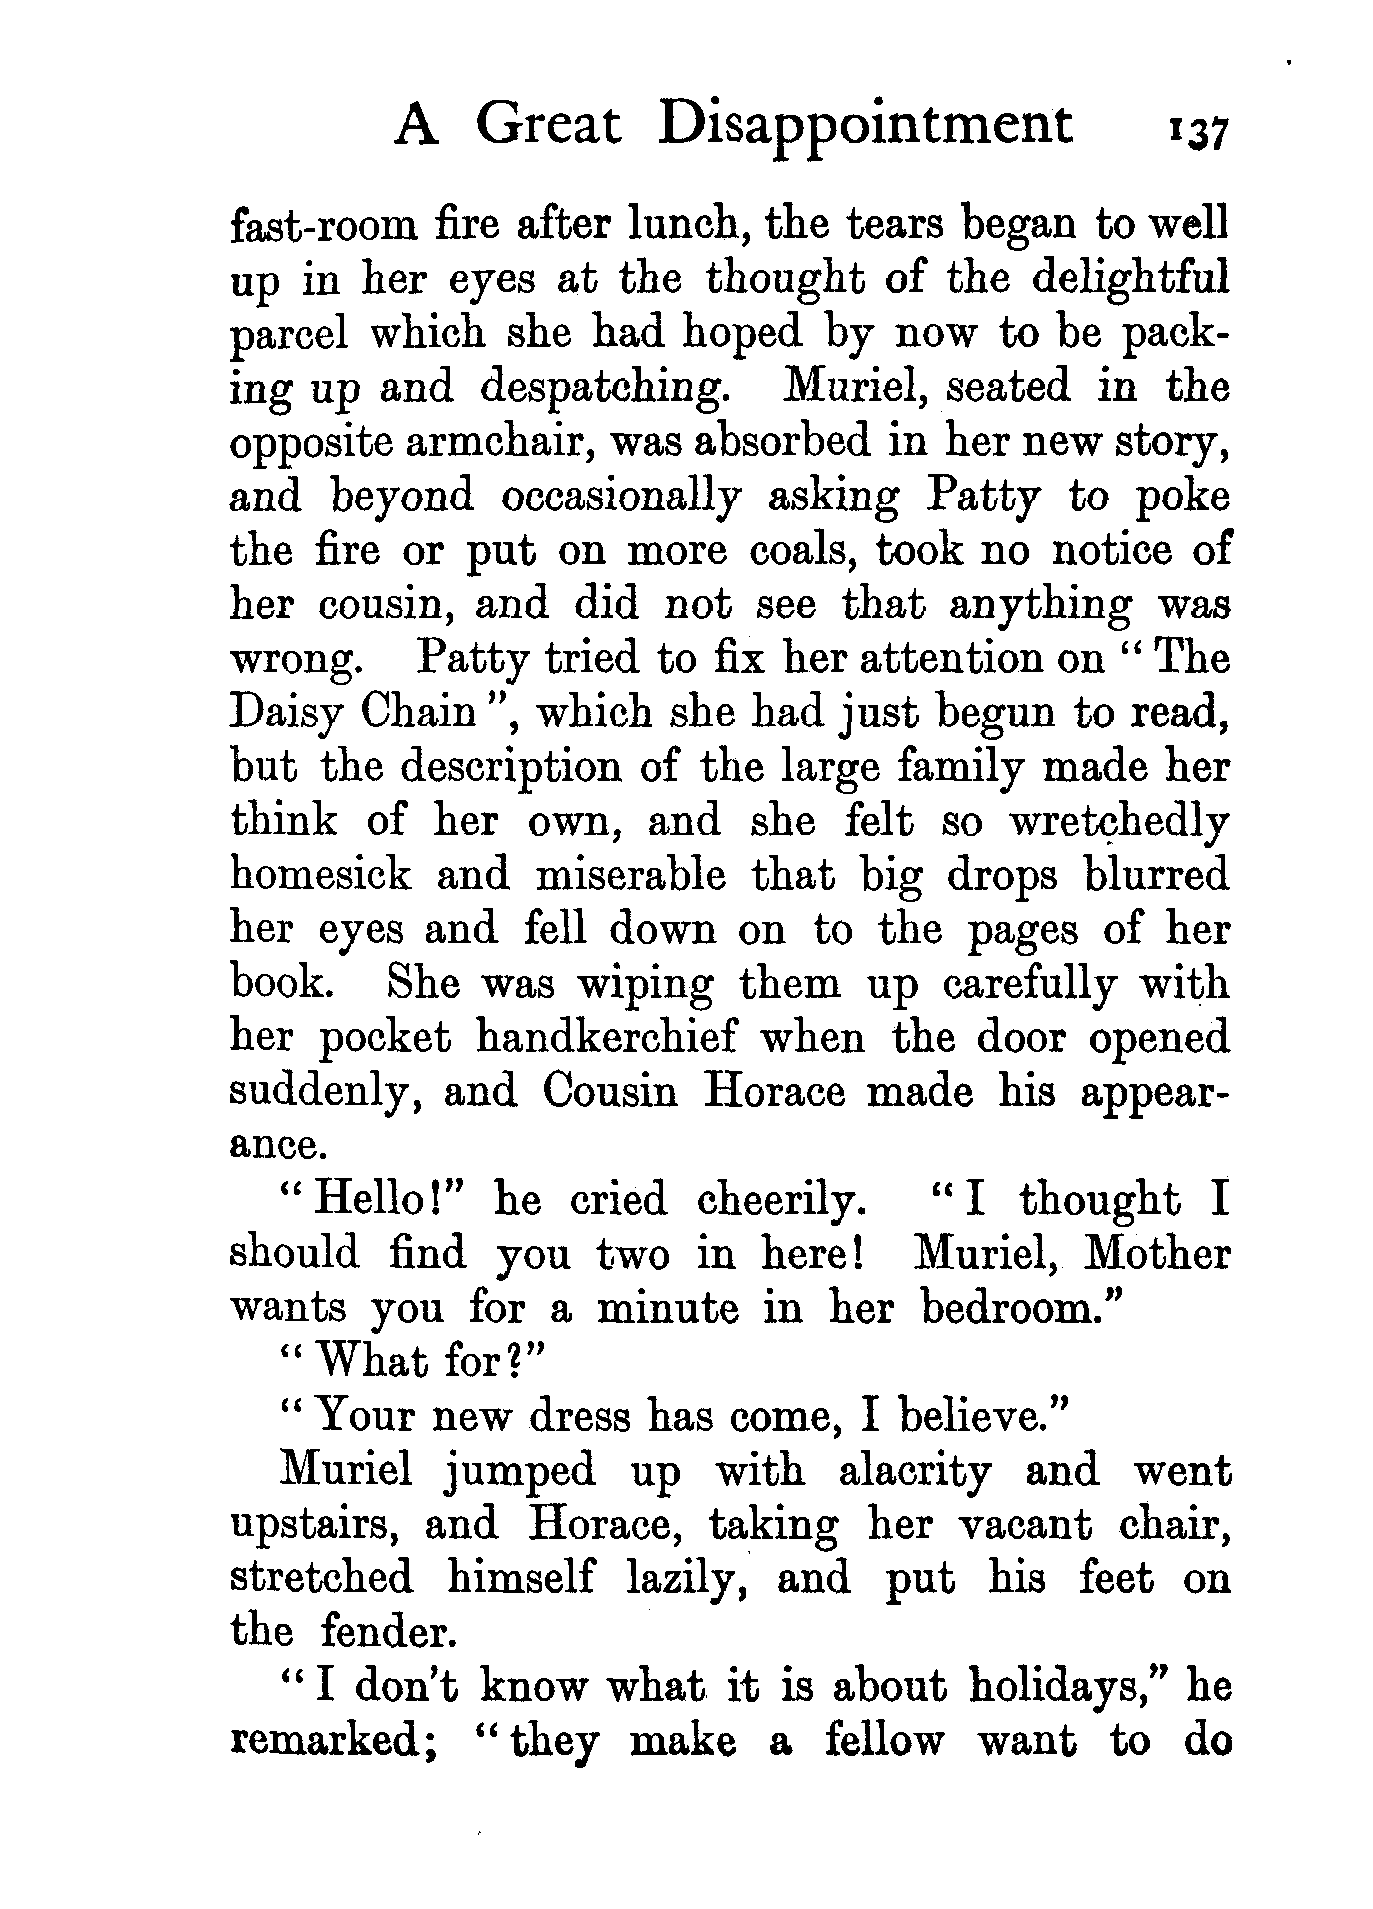 A Great Disappointment 137
fast-room fire after lunch, the tears began to well
up in her eyes at the thought of the delightful
parcel which she had hoped by now to be pack-
ing up and despatching. Muriel, seated in the
opposite armchair, was absorbed in her new story,
and beyond occasionally asking Patty to poke
the fire or put on more coals, took no notice of
her cousin, and did not see that anything was
wrong. Patty tried to fix her attention on “ The
Daisy Chain ”, which she had just begun to read,
but the description of the large family made her
think of her own, and she felt so wretchedly
homesick and miserable that big drops blurred
her eyes and fell down on to the pages of her
book. She was wiping them up carefully with
her pocket handkerchief when the door opened
suddenly, and Cousin Horace made his appear-
ance.
“ Hello!” he cried cheerily. “ I thought I
should find you two in here! Muriel, Mother
wants you for a minute in her bedroom.”
“ What for?”
“ Your new dress has come, I believe.”
Muriel jumped up with alacrity and went
upstairs, and Horace, taking her vacant chair,
stretched himself lazily, and put his feet on
the fender.
“ I don't know what it is about holidays,” he
remarked; “ they make a fellow want to do